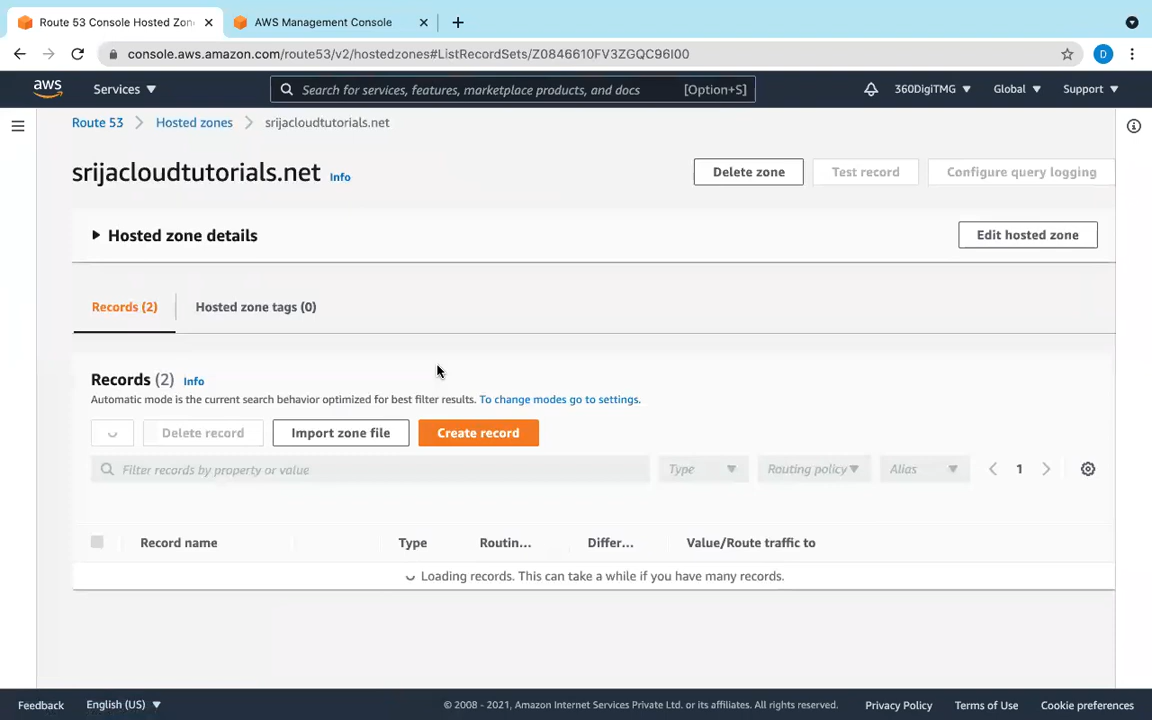 Route 53 Console Hosted Zon
AWS Management Console
console.aws.amazon.com/route53/v2/hostedzones#ListRecordSets/Z0846610FV3ZGQC96I00
D
aws
Services
Search for services, features, marketplace products, and docs [Option+S]
360DigiTMG
Global
Support
Route 53 Hosted zones srijacloudtutorials.net
srijacloudtutorials.net Info
Delete zone
Test record
Configure query logging
Hosted zone details
Edit hosted zone
Records (2)
Hosted zone tags (0)
Records (2) Info
Automatic mode is the current search behavior optimized for best filter results. To change modes go to settings.
Delete record
Import zone file
Create record
Filter records by property or value
Type
Routing policy
Alias
1
Record name
Type
Routin...
Differ...
Value/Route traffic to
Loading records. This can take a while if you have many records.
Feedback
English (US)
© 2008 - 2021, Amazon Internet Services Private Ltd. or its affiliates. All rights reserved.
Privacy Policy
Terms of Use
Cookie preferences